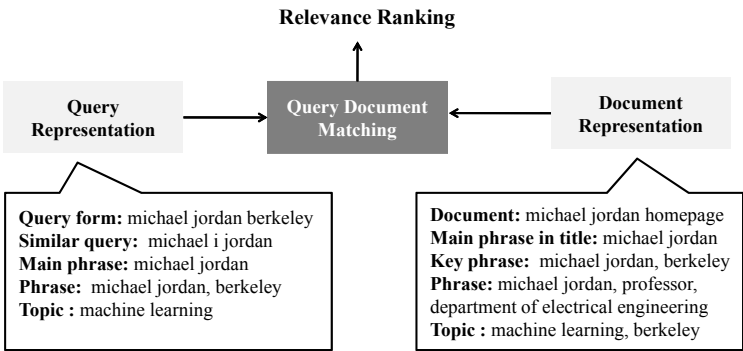 Relevance Ranking
Query
Representation
Query Document
Matching
Document
Representation
Query form: michael jordan berkeley
Similar query: michael i jordan
Main phrase: michael jordan
Phrase: michael jordan, berkeley
Topic : machine learning
Document: michael jordan homepage
Main phrase in title: michael jordan
Key phrase: michael jordan, berkeley
Phrase: michael jordan, professor,
department of electrical engineering
Topic : machine learning, berkeley